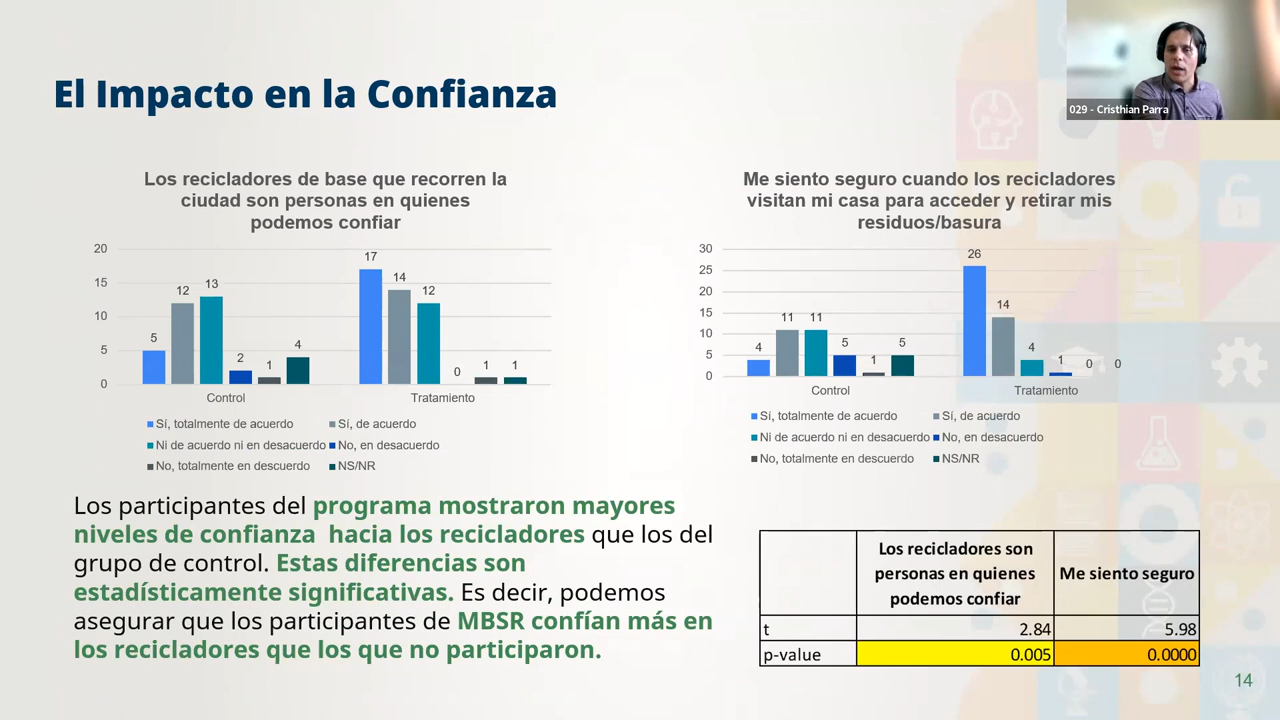 El Impacto en la Confianza
029 - Cristhian Parra
Los recicladores de base que recorren la
ciudad son personas en quienes
podemos confiar
20
15
10
5
0
5
12
13
2
1
4
17
14
12
0
1
1
Control
Tratamiento
Sí, totalmente de acuerdo
Sí, de acuerdo
Ni de acuerdo ni en desacuerdo
No, en desacuerdo
No, totalmente en descuerdo
NS/NR
Me siento seguro cuando los recicladores
visitan mi casa para acceder y retirar mis
residuos/basura
30
25
20
15
10
5
0
4
11
11
5
1
5
26
14
4
1
0
0
Control
Tratamiento
Sí, totalmente de acuerdo
Sí, de acuerdo
Ni de acuerdo ni en desacuerdo
No, en desacuerdo
No, totalmente en descuerdo
NS/NR
Los participantes del programa mostraron mayores
niveles de confianza  hacia los recicladores que los del
grupo de control. Estas diferencias son
estadísticamente significativas. Es decir, podemos
asegurar que los participantes de MBSR confían más en
los recicladores que los que no participaron.
Los recicladores son
personas en quienes
podemos confiar
Me siento seguro
t 2.84 5.98
p-value 0.005 0.0000
14